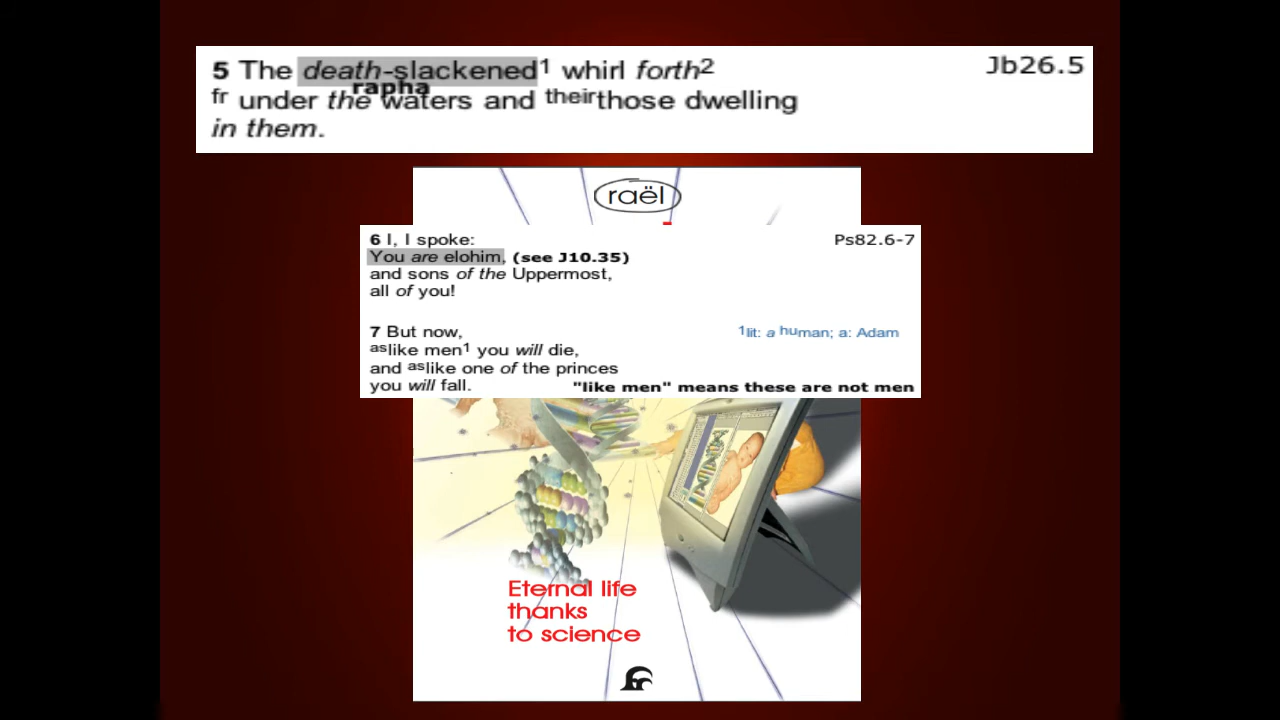 5 The death-slackened1 whirl forth2 Jb26.5
rapha
fr under the waters and theirthose dwelling
in them.
raël
6 I, I spoke: Ps82.6-7
You are elohim, (see J10.35)
and sons of the Uppermost,
all of you!
7 But now, 1lit: a human; a: Adam
aslike men1 you will die,
and aslike one of the princes
you will fall. "like men" means these are not men
Eternal life
thanks
to science